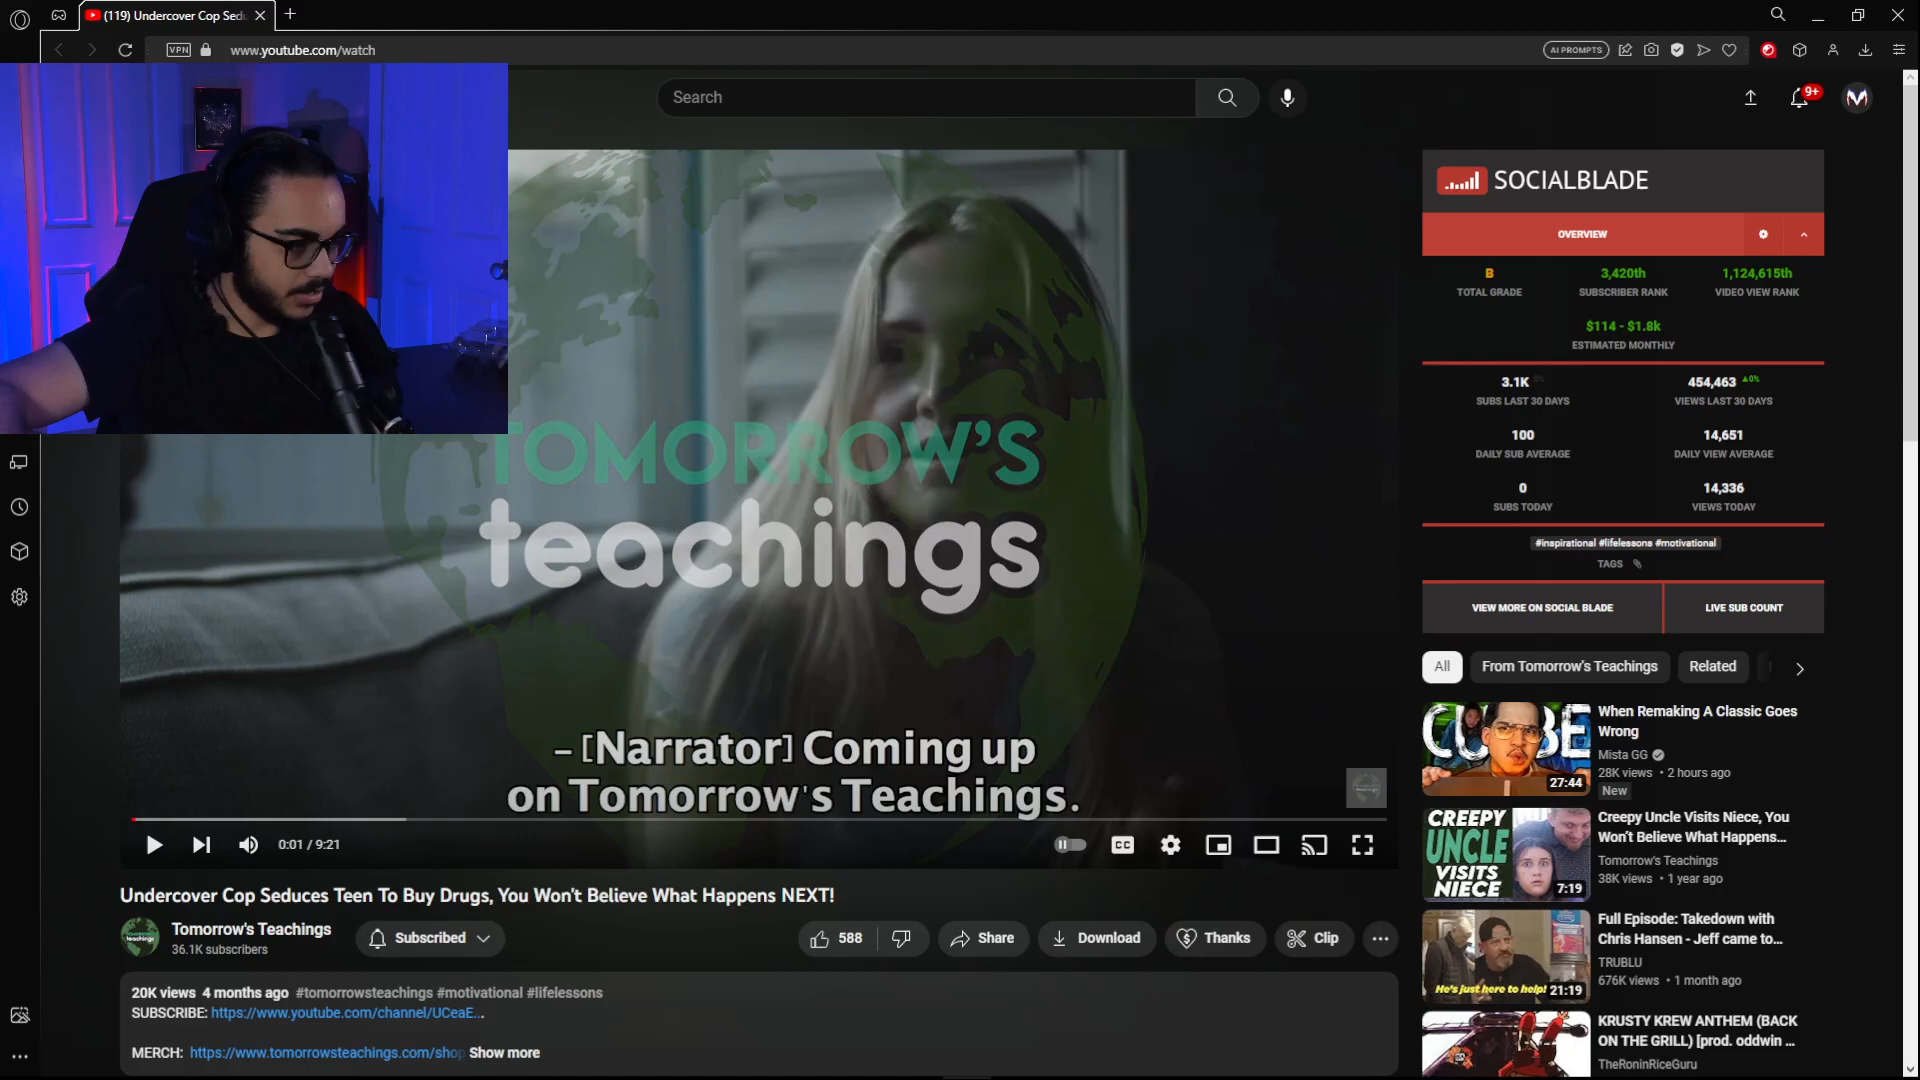 (119) Undercover Cop Sedu
VPN
www.youtube.com/watch
AI PROMPTS
Search
9+
SOCIALBLADE
OVERVIEW
B
TOTAL GRADE
3,420th
SUBSCRIBER RANK
1,124,615th
VIDEO VIEW RANK
$114 - $1.8k
ESTIMATED MONTHLY
3.1K 0%
SUBS LAST 30 DAYS
454,463 ▲0%
VIEWS LAST 30 DAYS
100
DAILY SUB AVERAGE
14,651
DAILY VIEW AVERAGE
0
SUBS TODAY
14,336
VIEWS TODAY
#inspirational #lifelessons #motivational
TAGS
VIEW MORE ON SOCIAL BLADE
LIVE SUB COUNT
TOMORROW'S
teachings
- [Narrator] Coming up
on Tomorrow's Teachings.
0:01 / 9:21
CC
Undercover Cop Seduces Teen To Buy Drugs, You Won't Believe What Happens NEXT!
Tomorrow's Teachings
36.1K subscribers
Subscribed
588
Share
Download
Thanks
Clip
20K views 4 months ago #tomorrowsteachings #motivational #lifelessons
SUBSCRIBE: https://www.youtube.com/channel/UCeaE...
MERCH: https://www.tomorrowsteachings.com/shop Show more
All
From Tomorrow's Teachings
Related
CUBE
27:44
When Remaking A Classic Goes
Wrong
Mista GG
28K views • 2 hours ago
New
CREEPY
UNCLE
VISITS
NIECE
7:19
Creepy Uncle Visits Niece, You
Won't Believe What Happens...
Tomorrow's Teachings
38K views • 1 year ago
He's just here to help!
21:19
Full Episode: Takedown with
Chris Hansen - Jeff came to...
TRUBLU
676K views • 1 month ago
KRUSTY KREW ANTHEM (BACK
ON THE GRILL) [prod. oddwin ...
TheRoninRiceGuru